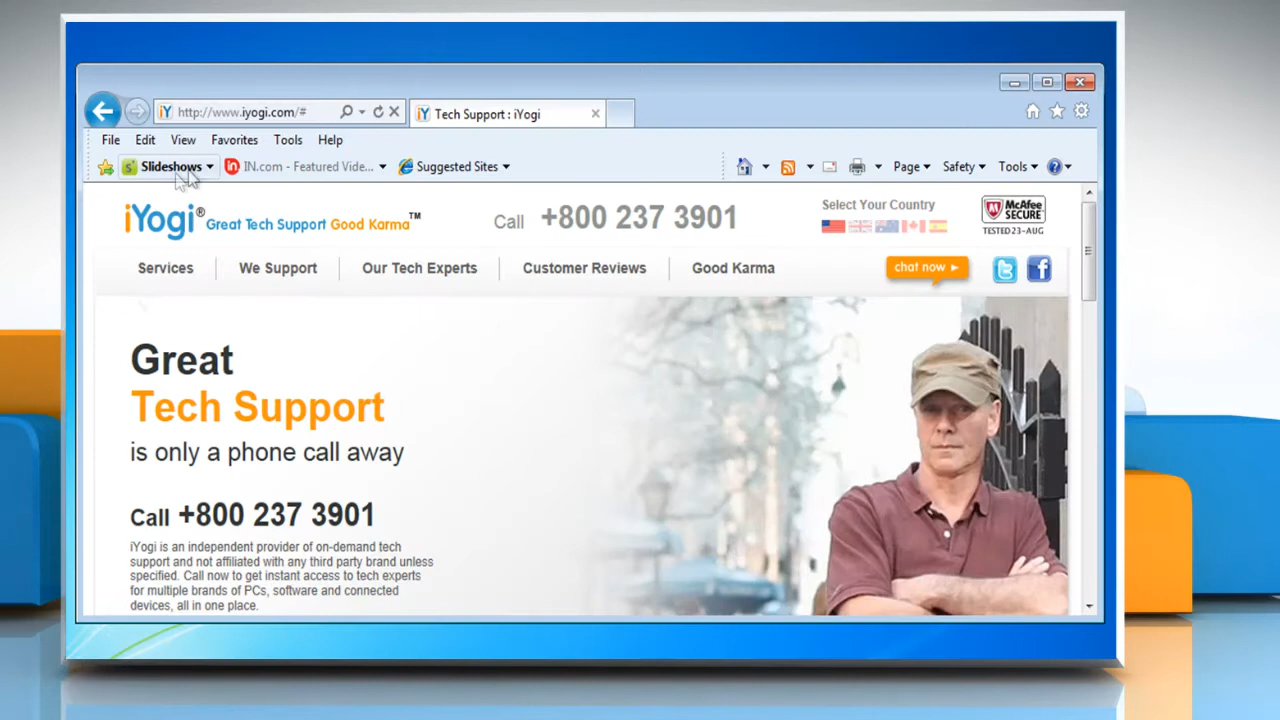 http://www.iyogi.com/#
Tech Support : iYogi
File Edit View Favorites Tools Help
Slideshows IN.com - Featured Vide... Suggested Sites Page Safety Tools
iYogi® Great Tech Support Good Karma™
Call +800 237 3901
Select Your Country
McAfee SECURE
TESTED 23-AUG
Services We Support Our Tech Experts Customer Reviews Good Karma chat now
Great
Tech Support
is only a phone call away
Call +800 237 3901
iYogi is an independent provider of on-demand tech
support and not affiliated with any third party brand unless
specified. Call now to get instant access to tech experts
for multiple brands of PCs, software and connected
devices, all in one place.